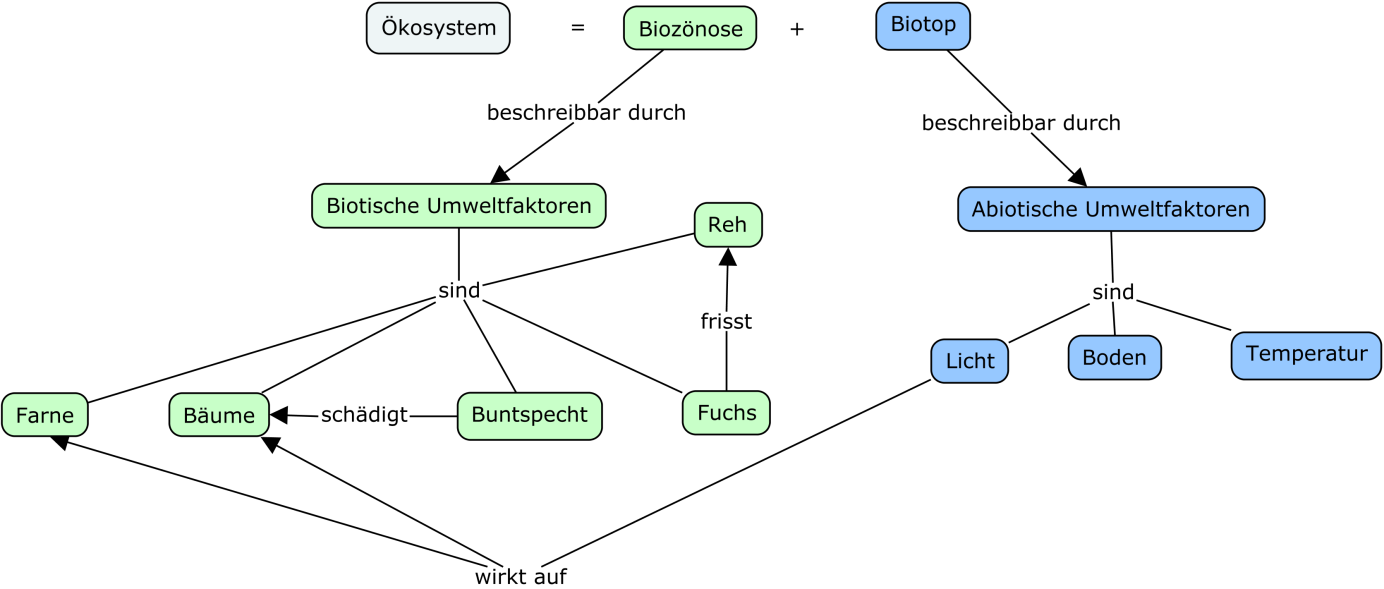 Ökosystem = Biozönose + Biotop
beschreibbar durch
beschreibbar durch
Biotische Umweltfaktoren
Abiotische Umweltfaktoren
Reh
sind
sind
frisst
Licht
Boden
Temperatur
Farne
Bäume
schädigt
Buntspecht
Fuchs
wirkt auf